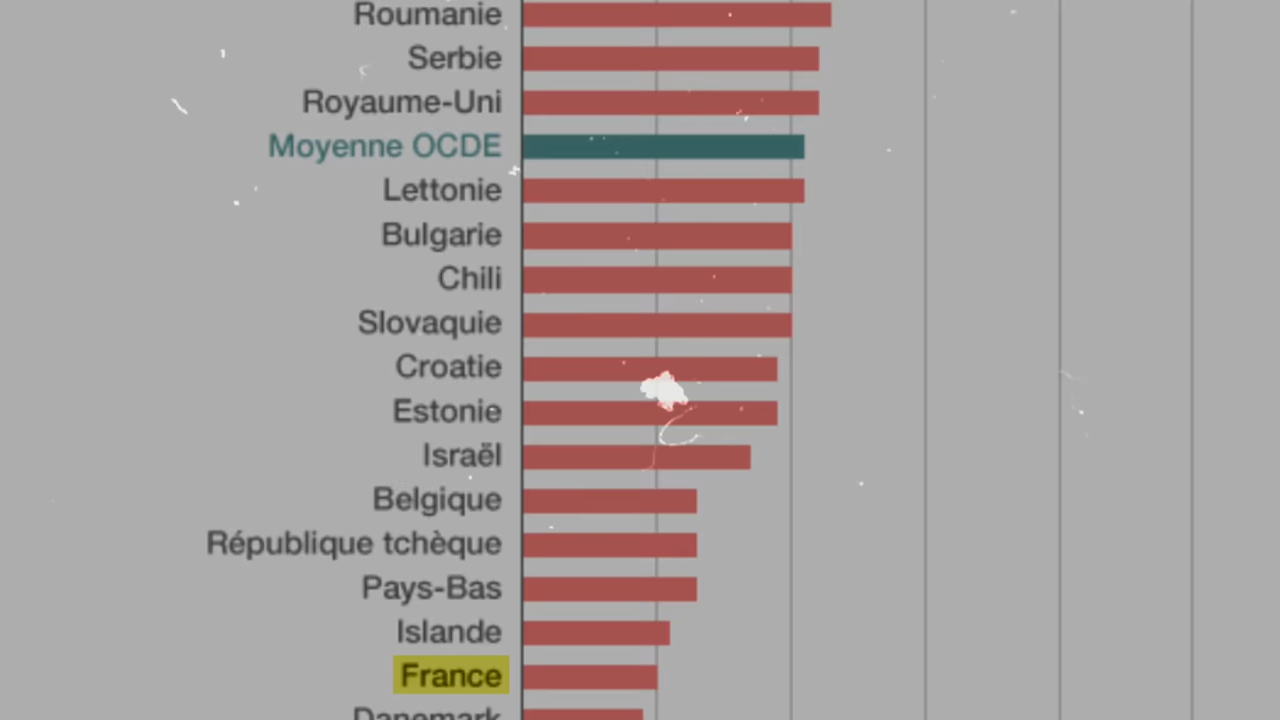 Roumanie
Serbie
Royaume-Uni
Moyenne OCDE
Lettonie
Bulgarie
Chili
Slovaquie
Croatie
Estonie
Israël
Belgique
République tchèque
Pays-Bas
Islande
France
Danemark